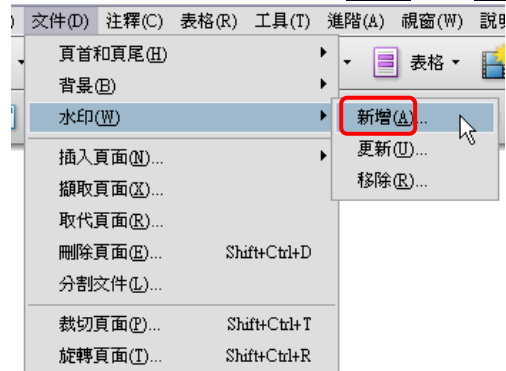 ) 文件(D) 注釋(C) 表格(R) 工具(T) 進階(A) 視窗(W) 說明
頁首和頁尾(H)
表格
背景(B)
水印(W)
新增(A)...
更新(U)...
移除(R)...
插入頁面(N)...
擷取頁面(X)...
取代頁面(R)...
刪除頁面(E)... Shift+Ctrl+D
分割文件(L)...
裁切頁面(P)... Shift+Ctrl+T
旋轉頁面(T)... Shift+Ctrl+R